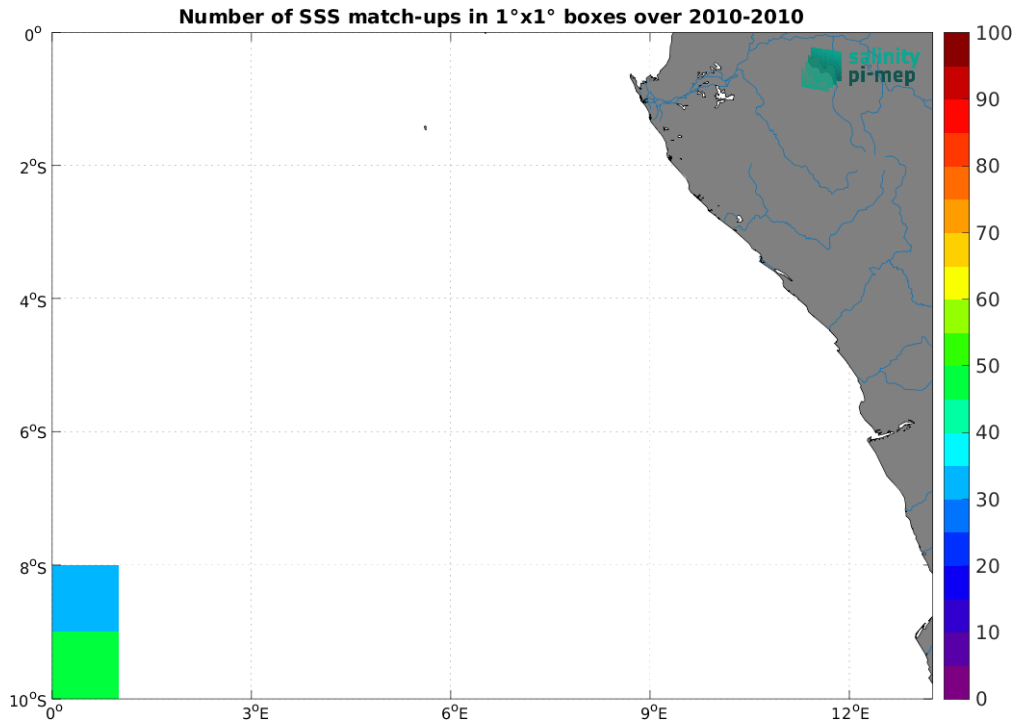 Number of SSS match-ups in 1°x1° boxes over 2010-2010
salinity
pi-mep
0°
2°S
4°S
6°S
8°S
10°S
0°
3°E
6°E
9°E
12°E
100
90
80
70
60
50
40
30
20
10
0